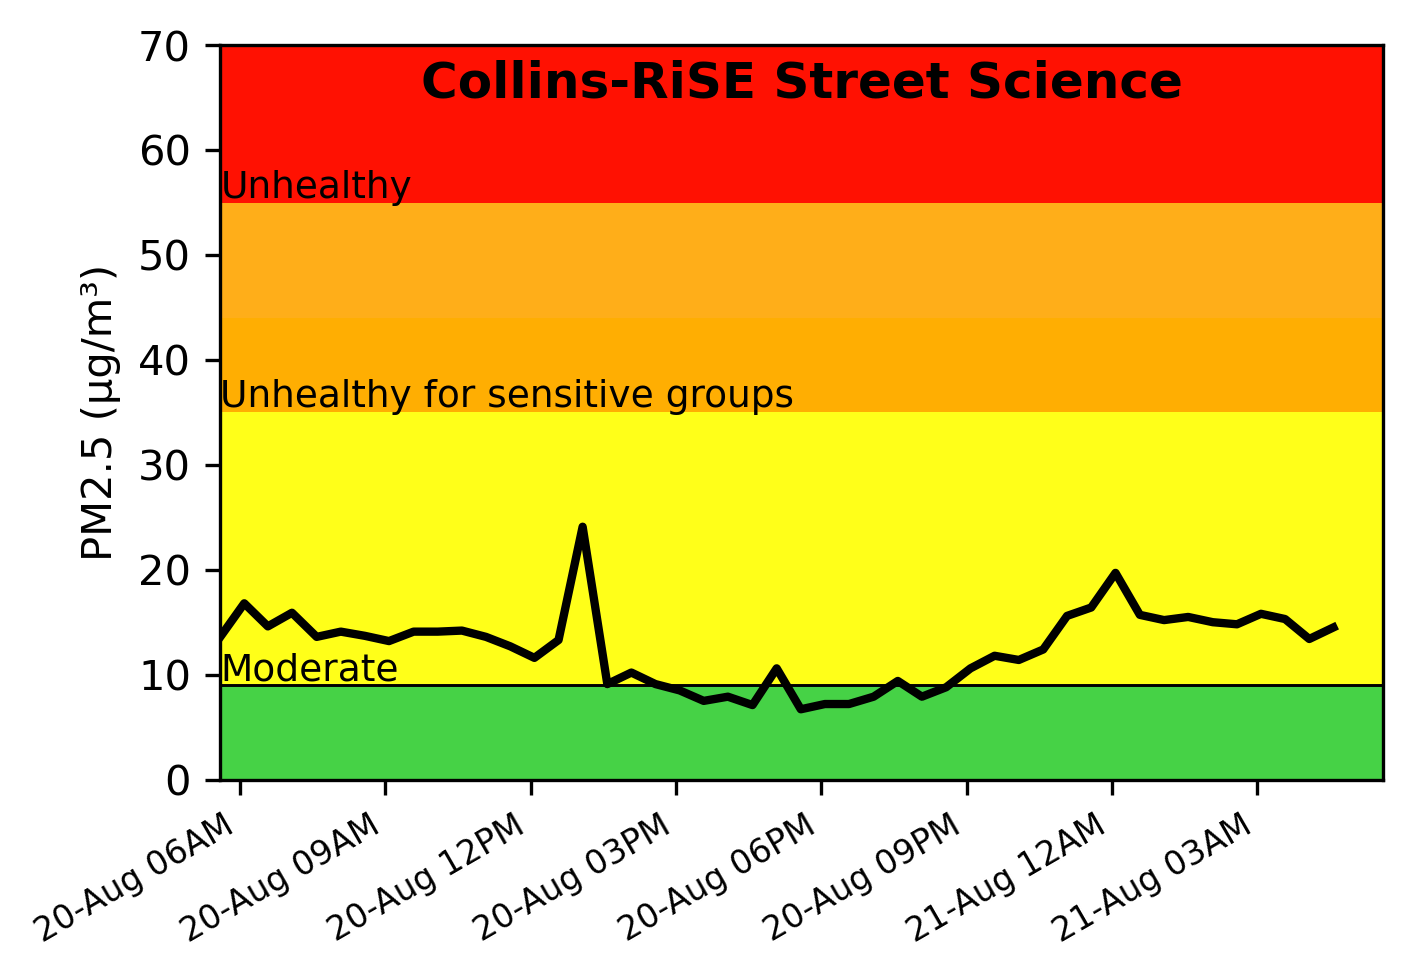 Collins-RiSE Street Science
70
60
50
40
30
20
10
0
PM2.5 (µg/m³)
Unhealthy
Unhealthy for sensitive groups
Moderate
20-Aug 06AM
20-Aug 09AM
20-Aug 12PM
20-Aug 03PM
20-Aug 06PM
20-Aug 09PM
21-Aug 12AM
21-Aug 03AM